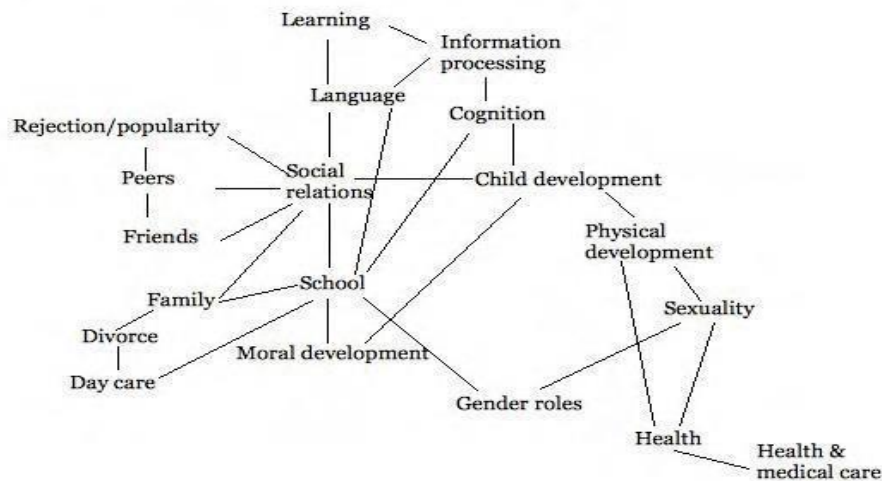 Learning
Information
processing
Language
Cognition
Rejection/popularity
Peers
Social
relations
Child development
Friends
Physical
development
School
Family
Sexuality
Divorce
Moral development
Day care
Gender roles
Health
Health &
medical care